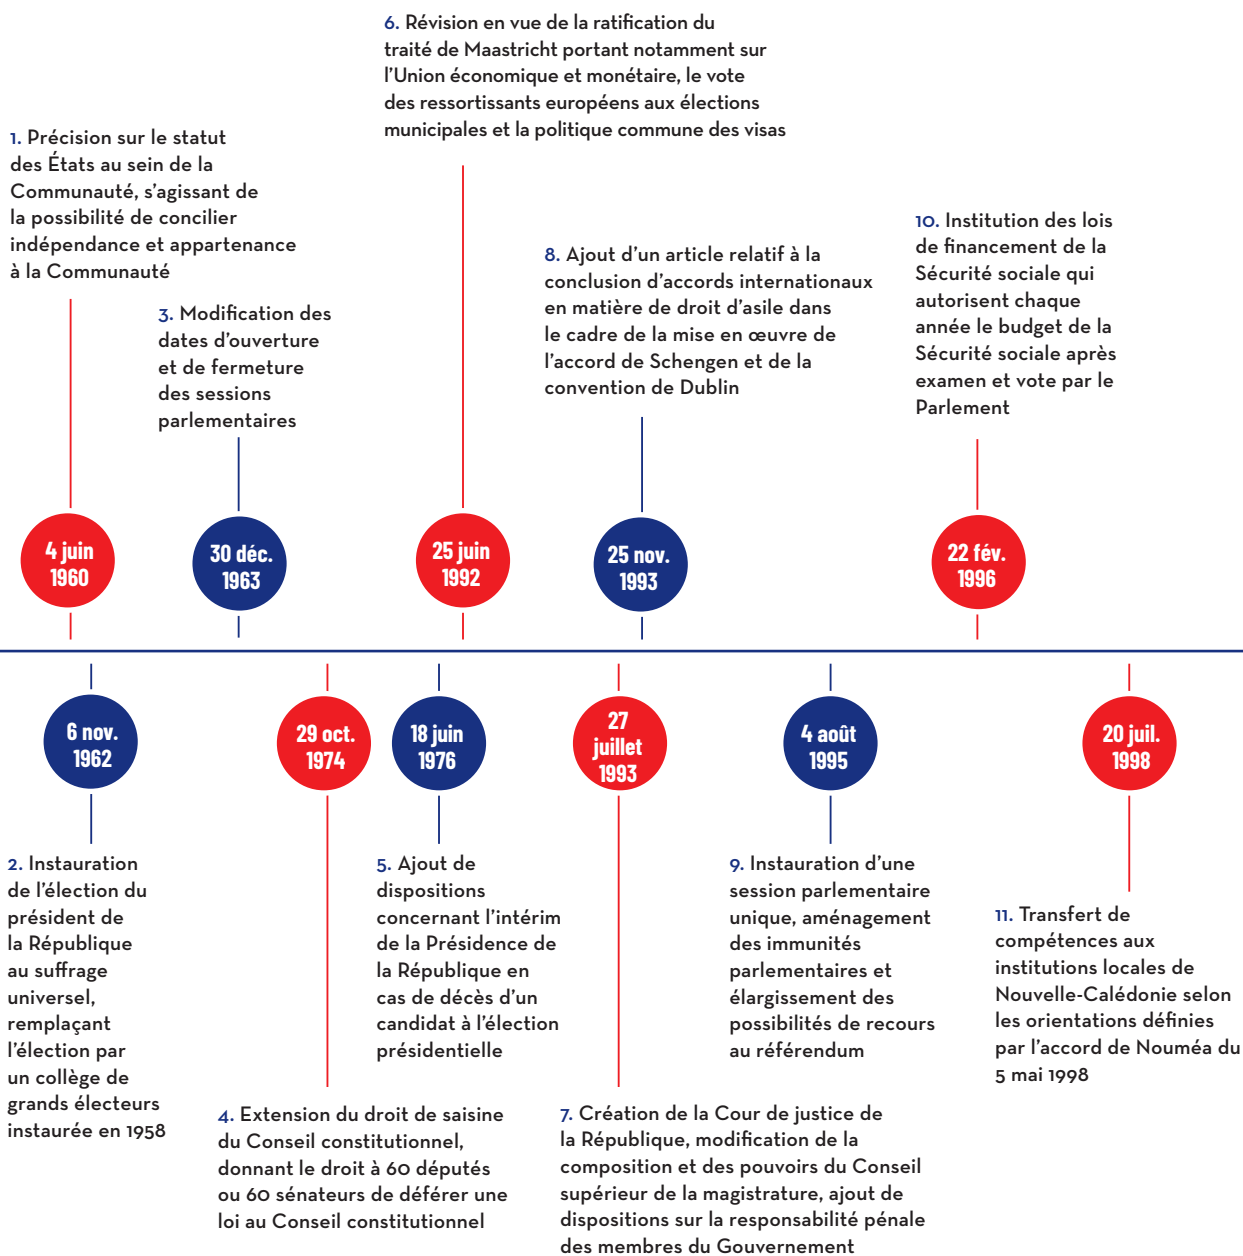 6. Révision en vue de la ratification du
traité de Maastricht portant notamment sur
l’Union économique et monétaire, le vote
des ressortissants européens aux élections
municipales et la politique commune des visas
1. Précision sur le statut
des États au sein de la
Communauté, s’agissant de
la possibilité de concilier
indépendance et appartenance
à la Communauté
10. Institution des lois
de financement de la
Sécurité sociale qui
autorisent chaque
année le budget de la
Sécurité sociale après
examen et vote par le
Parlement
8. Ajout d’un article relatif à la
conclusion d’accords internationaux
en matière de droit d’asile dans
le cadre de la mise en œuvre de
l’accord de Schengen et de la
convention de Dublin
3. Modification des
dates d’ouverture
et de fermeture
des sessions
parlementaires
4 juin
1960
30 déc.
1963
25 juin
1992
25 nov.
1993
22 fév.
1996
6 nov.
1962
29 oct.
1974
18 juin
1976
27
juillet
1993
4 août
1995
20 juil.
1998
2. Instauration
de l’élection du
président de
la République
au suffrage
universel,
remplaçant
l’élection par
un collège de
grands électeurs
instaurée en 1958
5. Ajout de
dispositions
concernant l’intérim
de la Présidence de
la République en
cas de décès d’un
candidat à l’élection
présidentielle
9. Instauration d’une
session parlementaire
unique, aménagement
des immunités
parlementaires et
élargissement des
possibilités de recours
au référendum
11. Transfert de
compétences aux
institutions locales de
Nouvelle-Calédonie selon
les orientations définies
par l’accord de Nouméa du
5 mai 1998
4. Extension du droit de saisine
du Conseil constitutionnel,
donnant le droit à 60 députés
ou 60 sénateurs de déférer une
loi au Conseil constitutionnel
7. Création de la Cour de justice de
la République, modification de la
composition et des pouvoirs du Conseil
supérieur de la magistrature, ajout de
dispositions sur la responsabilité pénale
des membres du Gouvernement